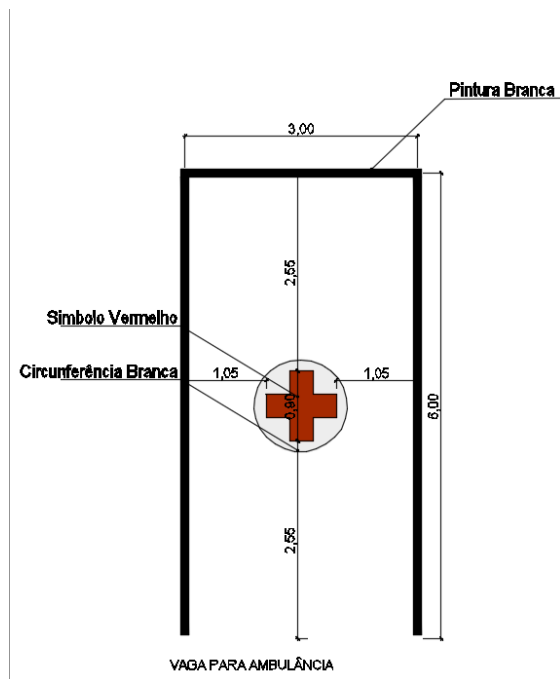 Pintura Branca
3,00
2,55
Simbolo Vermelho
Circunferência Branca
1,05
1,05
0,90
6,00
2,55
VAGA PARA AMBULÂNCIA